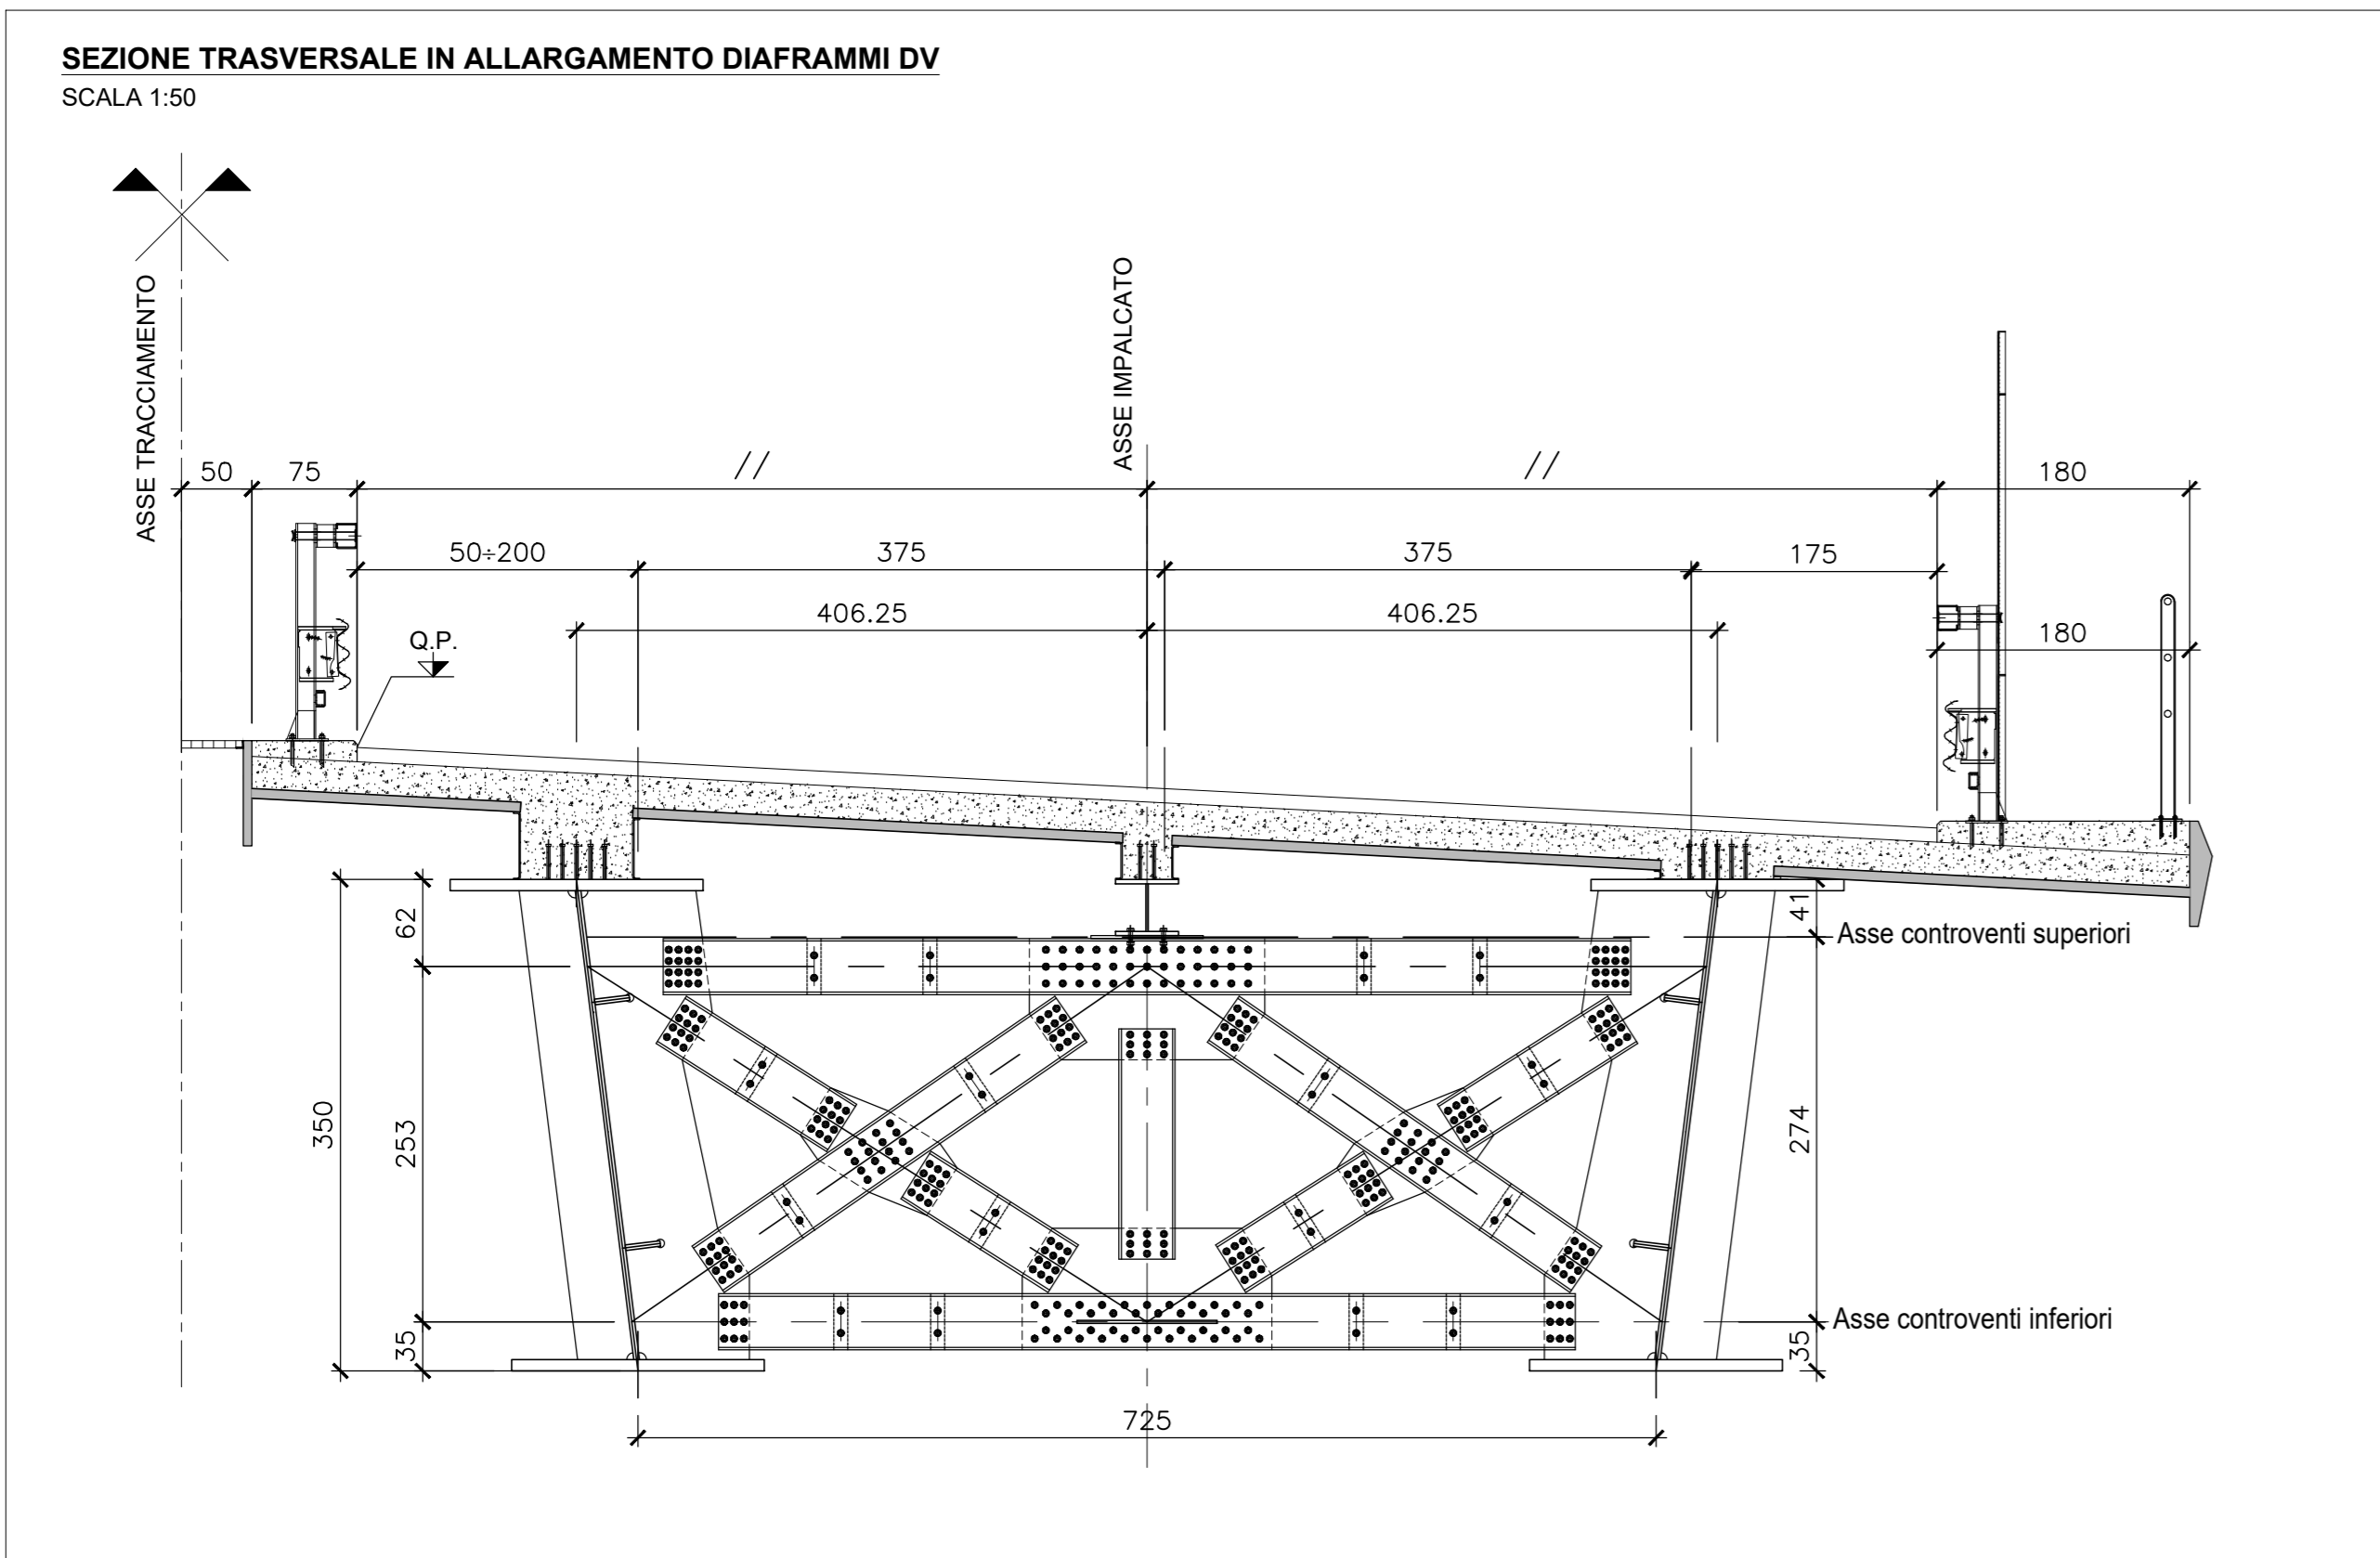 SEZIONE TRASVERSALE IN ALLARGAMENTO DIAFRAMMI DV
SCALA 1:50
ASSE TRACCIAMENTO
ASSE IMPALCATO
50
75
//
//
180
50÷200
375
375
175
406.25
406.25
180
Q.P.
62
41
Asse controventi superiori
350
253
274
35
Asse controventi inferiori
35
725